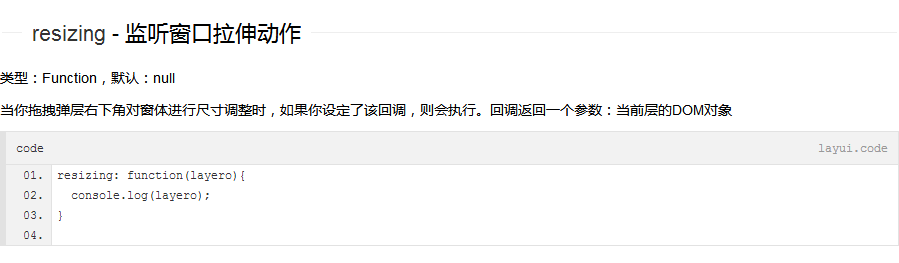 resizing - 监听窗口拉伸动作
类型：Function，默认：null
当你拖拽弹层右下角对窗体进行尺寸调整时，如果你设定了该回调，则会执行。回调返回一个参数：当前层的DOM对象
code layui.code
01. resizing: function(layero){
02.   console.log(layero);
03. }
04.